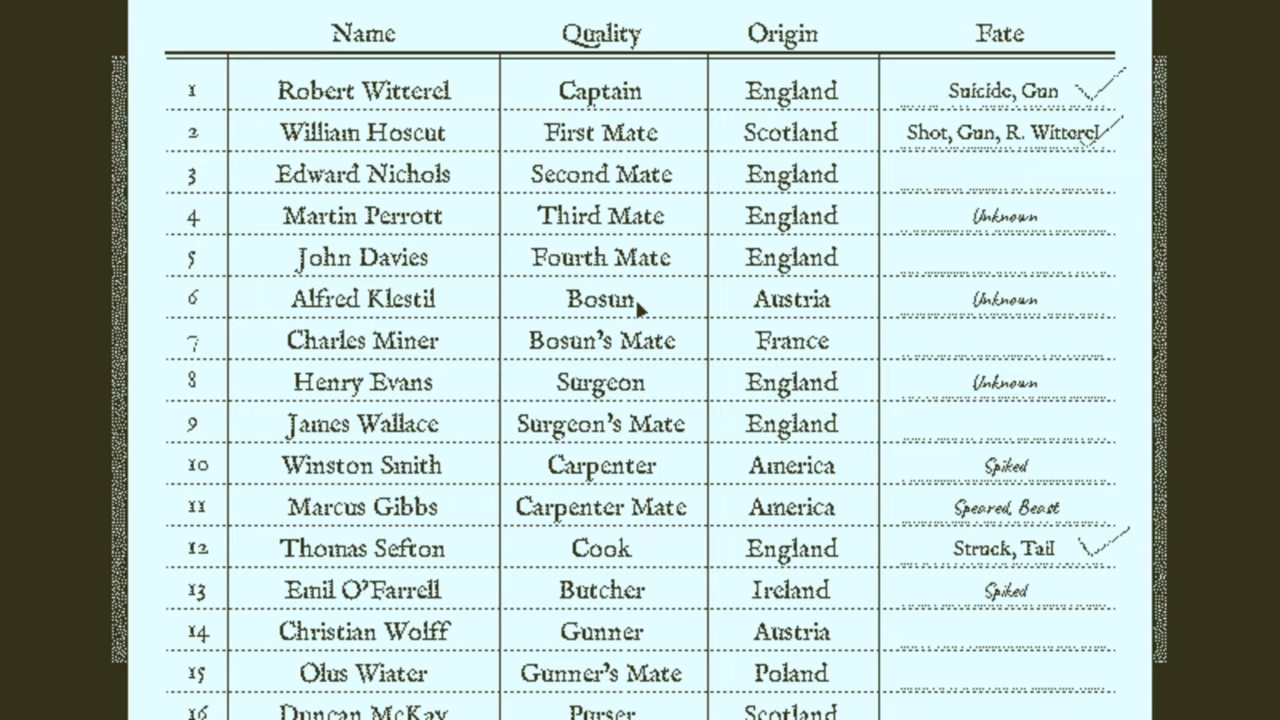 Name Quality Origin Fate
1 Robert Witterel Captain England Suicide, Gun
2 William Hoscut First Mate Scotland Shot, Gun, R. Witterel
3 Edward Nichols Second Mate England
4 Martin Perrott Third Mate England Unknown
5 John Davies Fourth Mate England
6 Alfred Klestil Bosun Austria Unknown
7 Charles Miner Bosun's Mate France
8 Henry Evans Surgeon England Unknown
9 James Wallace Surgeon's Mate England
10 Winston Smith Carpenter America Spiked
11 Marcus Gibbs Carpenter Mate America Speared, Beast
12 Thomas Sefton Cook England Struck, Tail
13 Emil O'Farrell Butcher Ireland Spiked
14 Christian Wolff Gunner Austria
15 Olus Wiater Gunner's Mate Poland
16 Duncan McKay Purser Scotland